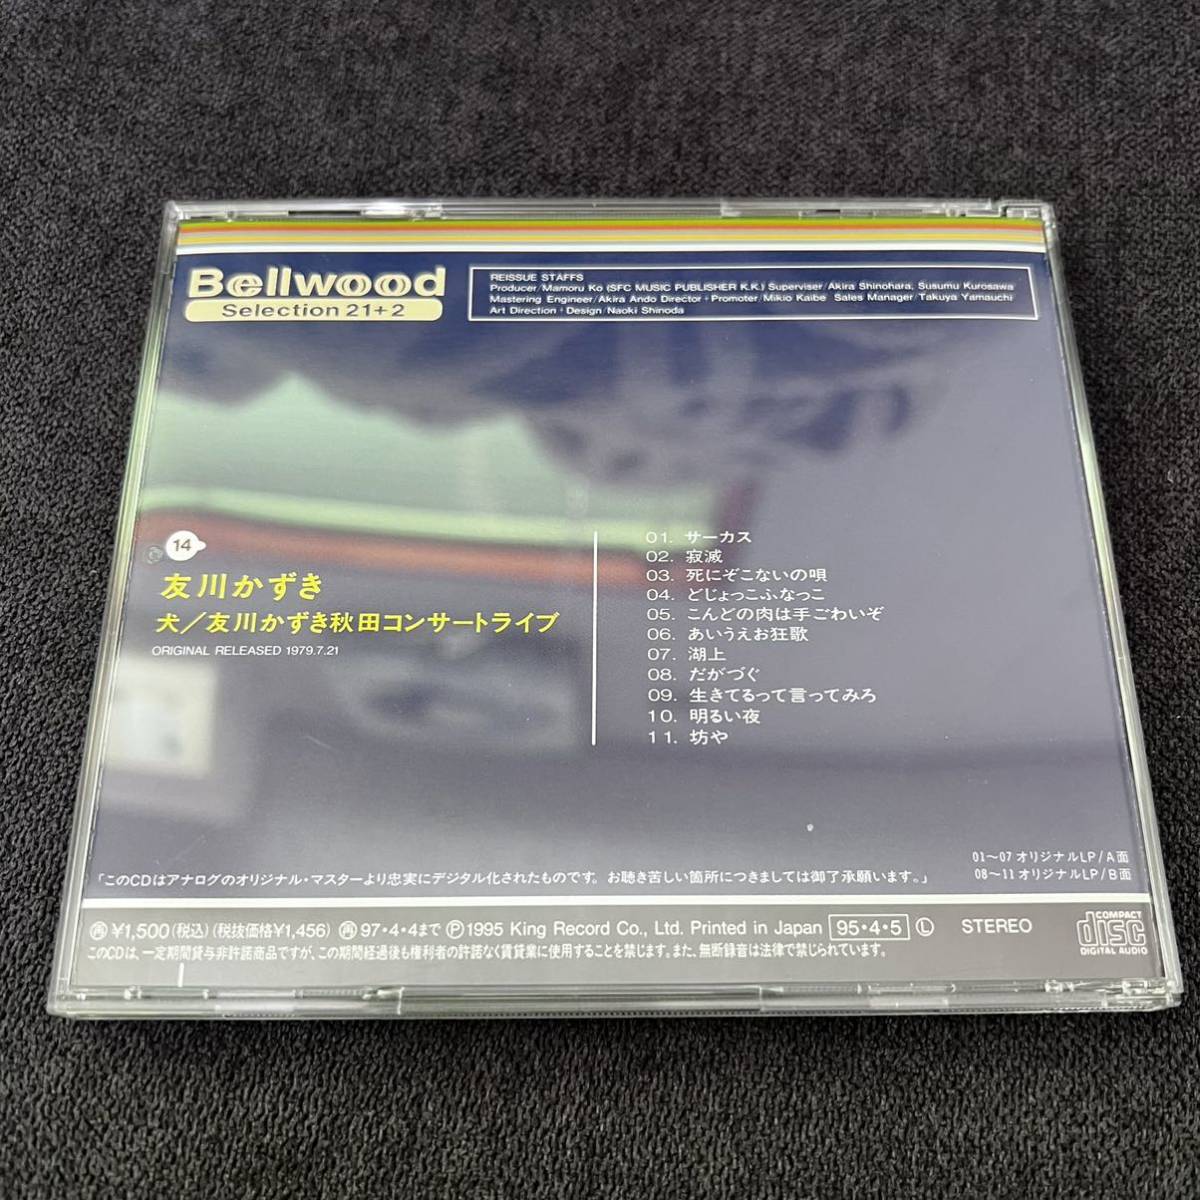 Bellwood
Selection 21+2
REISSUE STAFFS
Producer/Mamoru Ko (SFC MUSIC PUBLISHER K.K.) Superviser/Akira Shinohara, Susumu Kurosawa
Mastering Engineer/Akira Ando Director+Promoter/Mikio Kaibe Sales Manager/Takuya Yamauchi
Art Direction+Design/Naoki Shinoda
14
友川かずき
犬／友川かずき秋田コンサートライブ
ORIGINAL RELEASED 1979.7.21
01. サーカス
02. 寂滅
03. 死にぞこないの唄
04. どじょっこふなっこ
05. こんどの肉は手ごわいぞ
06. あいうえお狂歌
07. 湖上
08. だがづぐ
09. 生きてるって言ってみろ
10. 明るい夜
11. 坊や
01〜07 オリジナルLP/A面
08〜11 オリジナルLP/B面
「このCDはアナログのオリジナル・マスターより忠実にデジタル化されたものです。お聴き苦しい箇所につきましては御了承願います。」
再 ¥1,500(税込)(税抜価格¥1,456) 再 97・4・4まで Ⓟ1995 King Record Co., Ltd. Printed in Japan 95・4・5 Ⓛ STEREO
COMPACT disc DIGITAL AUDIO
このCDは、一定期間貸与非許諾商品ですが、この期間経過後も権利者の許諾なく賃貸業に使用することを禁じます。また、無断録音は法律で禁じられています。